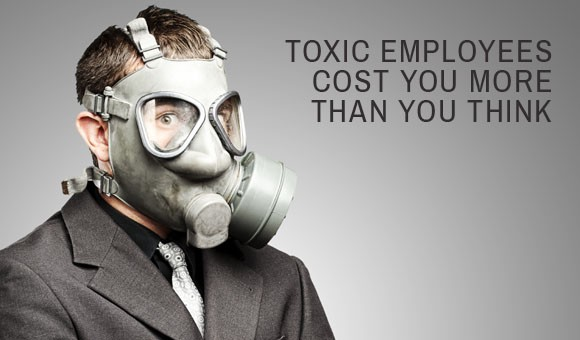 TOXIC EMPLOYEES
COST YOU MORE
THAN YOU THINK